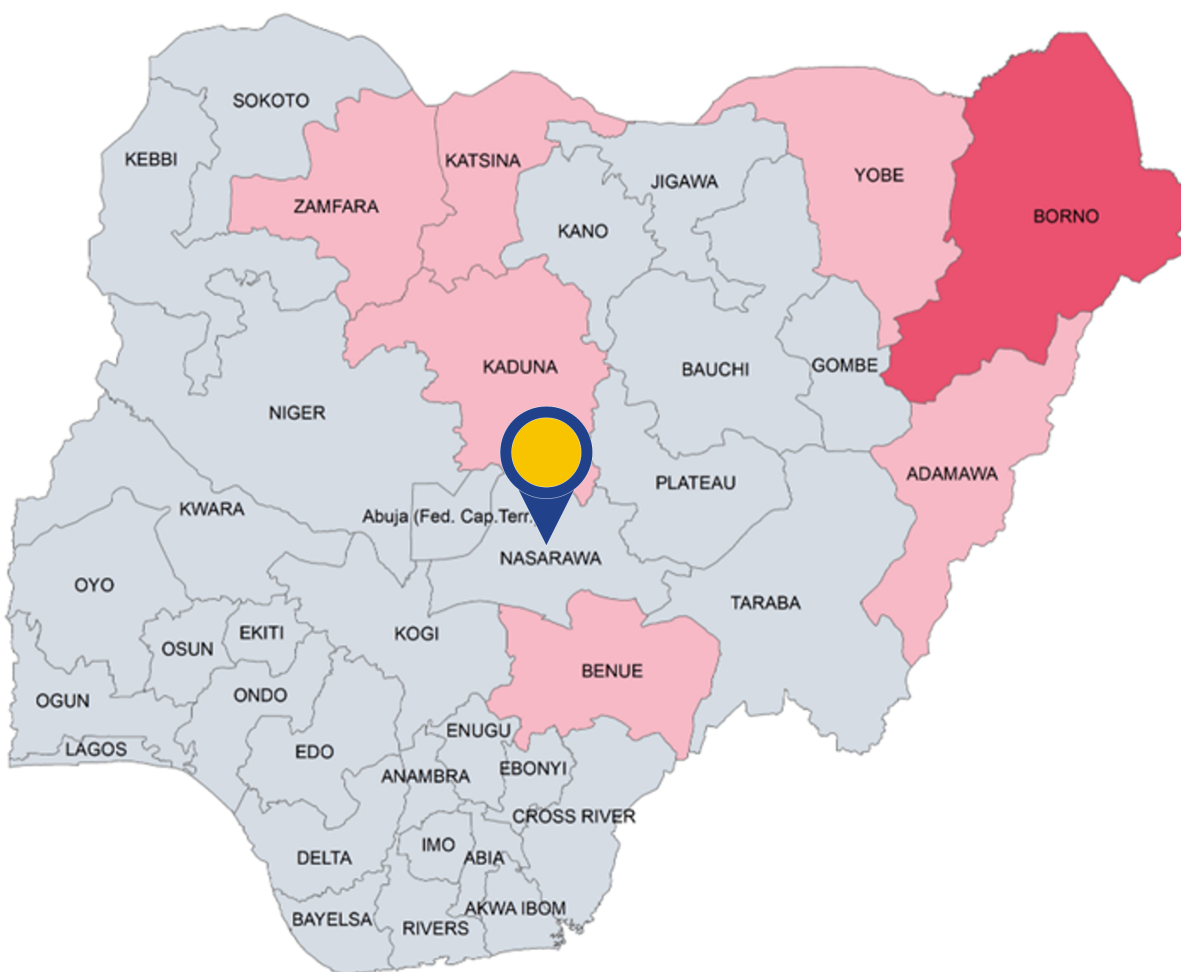 SOKOTO
KEBBI
KATSINA
ZAMFARA
JIGAWA
YOBE
KANO
BORNO
KADUNA
BAUCHI
GOMBE
NIGER
ADAMAWA
PLATEAU
KWARA
Abuja (Fed. Cap.Terr.
NASARAWA
OYO
TARABA
EKITI
KOGI
OSUN
BENUE
ONDO
OGUN
ENUGU
LAGOS
EDO
EBONYI
ANAMBRA
CROSS RIVER
IMO
DELTA
ABIA
AKWA IBOM
BAYELSA
RIVERS